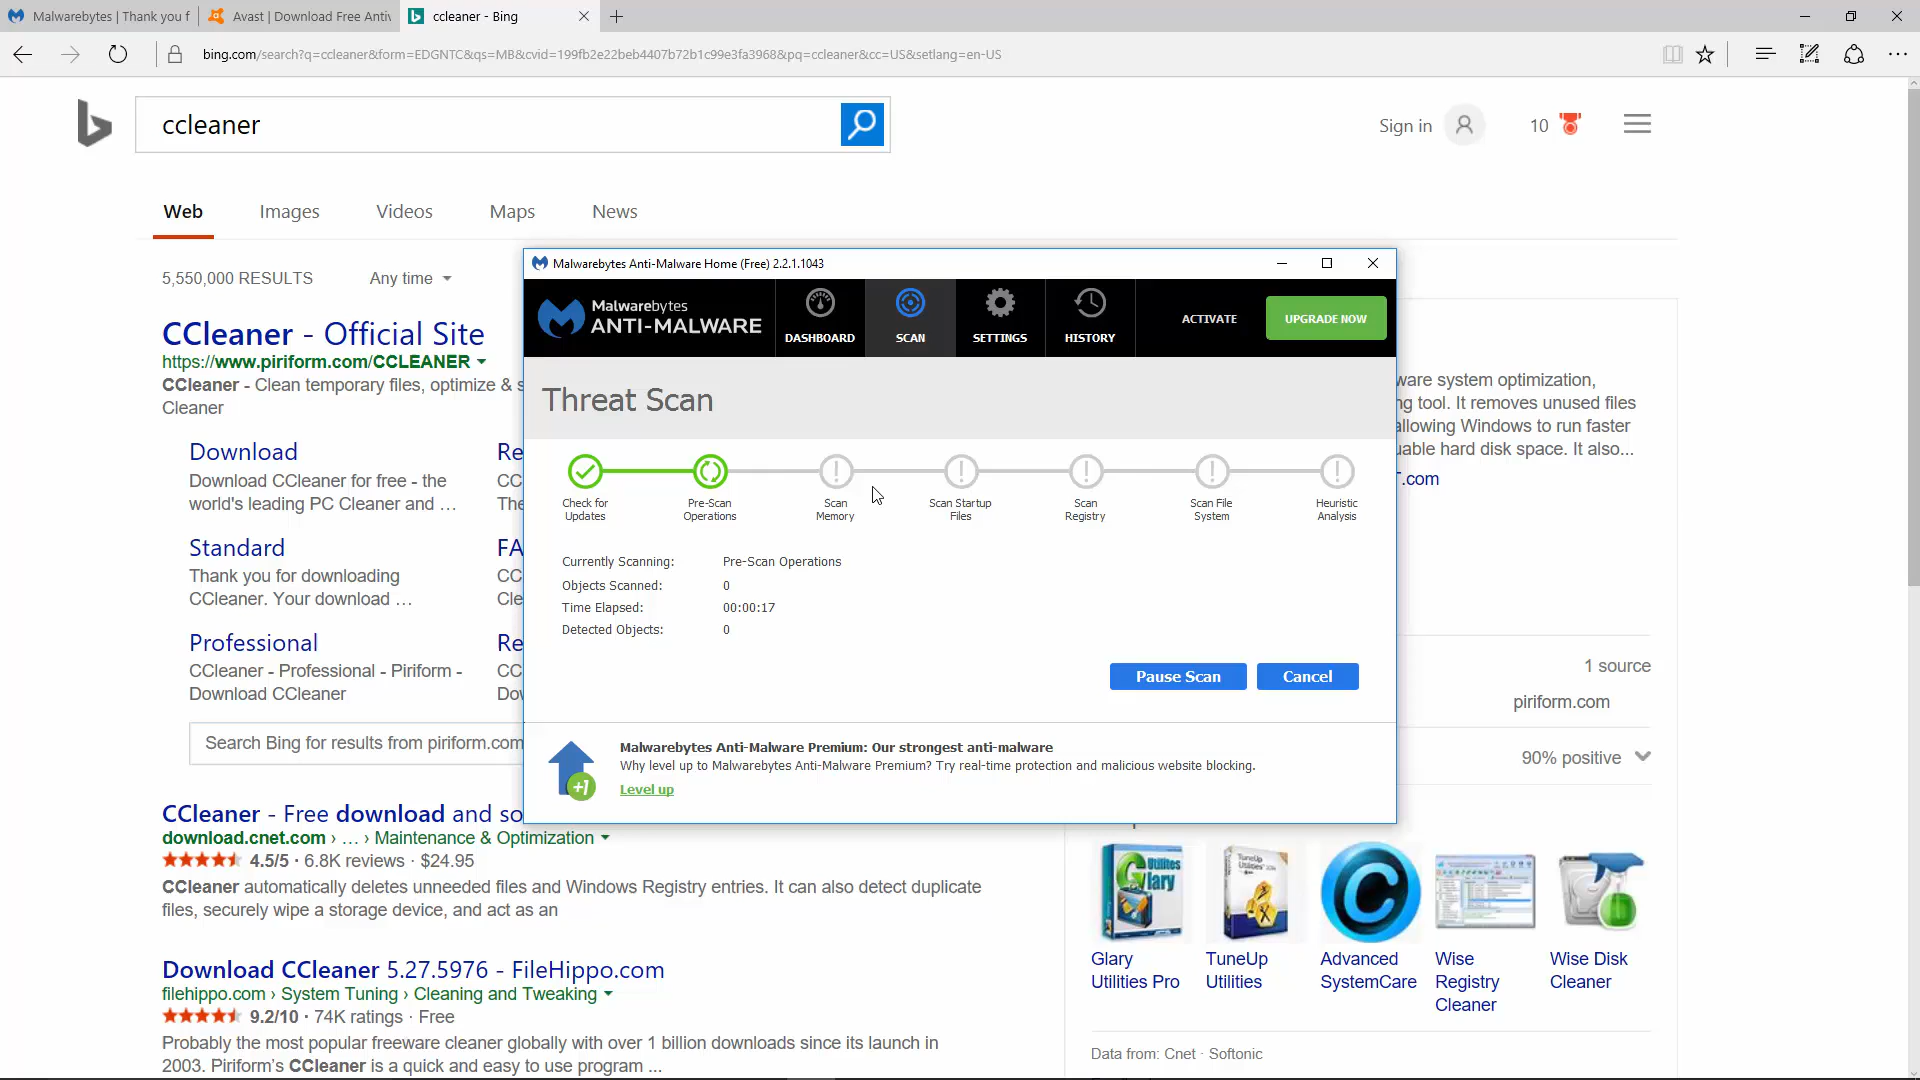 Malwarebytes | Thank you f
Avast | Download Free Antiv
ccleaner - Bing
bing.com/search?q=ccleaner&form=EDGNTC&qs=MB&cvid=199fb2e22beb4407b72b1c99e3fa3968&pq=ccleaner&cc=US&setlang=en-US
ccleaner
Sign in
10
Web
Images
Videos
Maps
News
5,550,000 RESULTS
Any time
CCleaner - Official Site
https://www.piriform.com/CCLEANER
CCleaner - Clean temporary files, optimize & s
Cleaner
Download
Download CCleaner for free - the
world's leading PC Cleaner and ...
Re
CC
The
Standard
Thank you for downloading
CCleaner. Your download ...
FA
CC
Cle
Professional
CCleaner - Professional - Piriform -
Download CCleaner
Re
CC
Do
Search Bing for results from piriform.com
CCleaner - Free download and so
download.cnet.com › ... › Maintenance & Optimization
4.5/5 · 6.8K reviews · $24.95
CCleaner automatically deletes unneeded files and Windows Registry entries. It can also detect duplicate
files, securely wipe a storage device, and act as an
Download CCleaner 5.27.5976 - FileHippo.com
filehippo.com › System Tuning › Cleaning and Tweaking
9.2/10 · 74K ratings · Free
Probably the most popular freeware cleaner globally with over 1 billion downloads since its launch in
2003. Piriform's CCleaner is a quick and easy to use program ...
Malwarebytes Anti-Malware Home (Free) 2.2.1.1043
Malwarebytes
ANTI-MALWARE
DASHBOARD
SCAN
SETTINGS
HISTORY
ACTIVATE
UPGRADE NOW
Threat Scan
Check for
Updates
Pre-Scan
Operations
Scan
Memory
Scan Startup
Files
Scan
Registry
Scan File
System
Heuristic
Analysis
Currently Scanning: Pre-Scan Operations
Objects Scanned: 0
Time Elapsed: 00:00:17
Detected Objects: 0
Pause Scan
Cancel
+1
Malwarebytes Anti-Malware Premium: Our strongest anti-malware
Why level up to Malwarebytes Anti-Malware Premium? Try real-time protection and malicious website blocking.
Level up
ware system optimization,
ng tool. It removes unused files
allowing Windows to run faster
uable hard disk space. It also...
.com
1 source
piriform.com
90% positive
Glary
Utilities Pro
TuneUp
Utilities
Advanced
SystemCare
Wise
Registry
Cleaner
Wise Disk
Cleaner
Data from: Cnet · Softonic